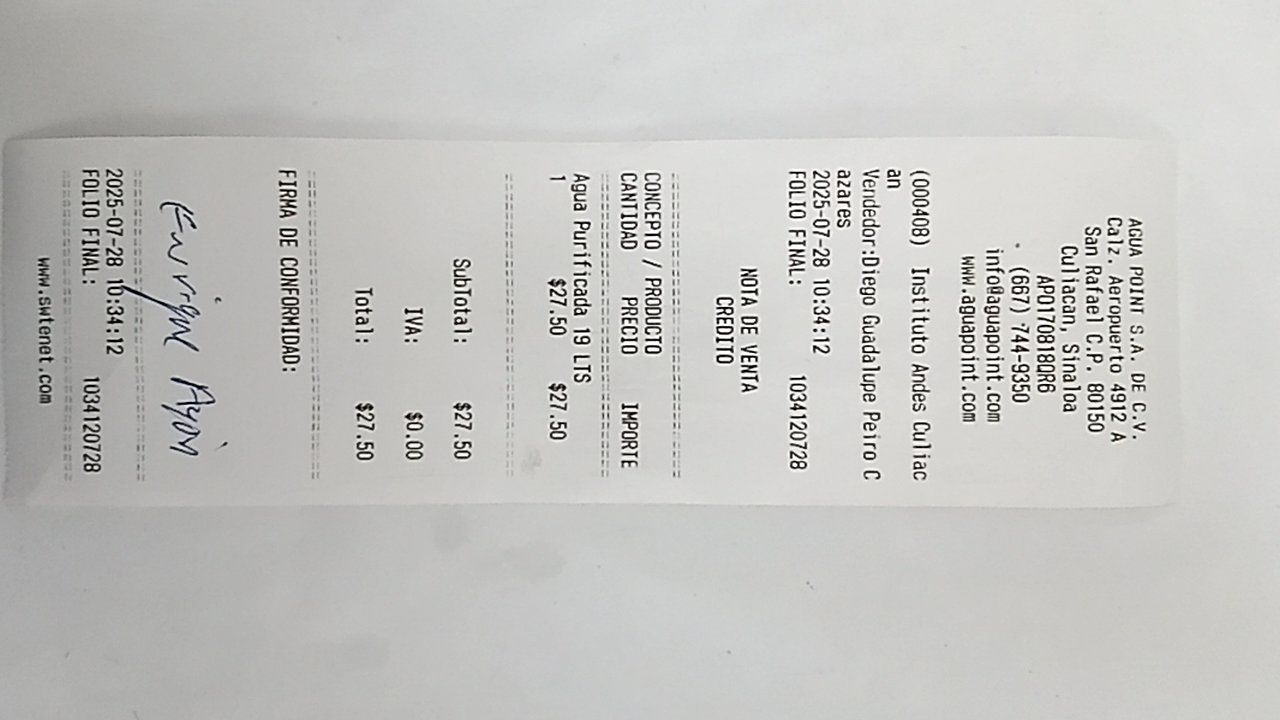 AGUA POINT S.A. DE C.V.
Calz. Aeropuerto 4912 A
San Rafael C.P. 80150
Culiacan, Sinaloa
APO170818QR6
(667) 744-9350
info@aguapoint.com
www.aguapoint.com
(000408) Instituto Andes Culiac
an
Vendedor:Diego Guadalupe Peiro C
azares
2025-07-28 10:34:12
FOLIO FINAL: 1034120728
NOTA DE VENTA
CREDITO
CONCEPTO / PRODUCTO
CANTIDAD PRECIO IMPORTE
Agua Purificada 19 LTS
1 $27.50 $27.50
SubTotal: $27.50
IVA: $0.00
Total: $27.50
FIRMA DE CONFORMIDAD:
Ayón
2025-07-28 10:34:12
FOLIO FINAL: 1034120728
www.swtenet.com